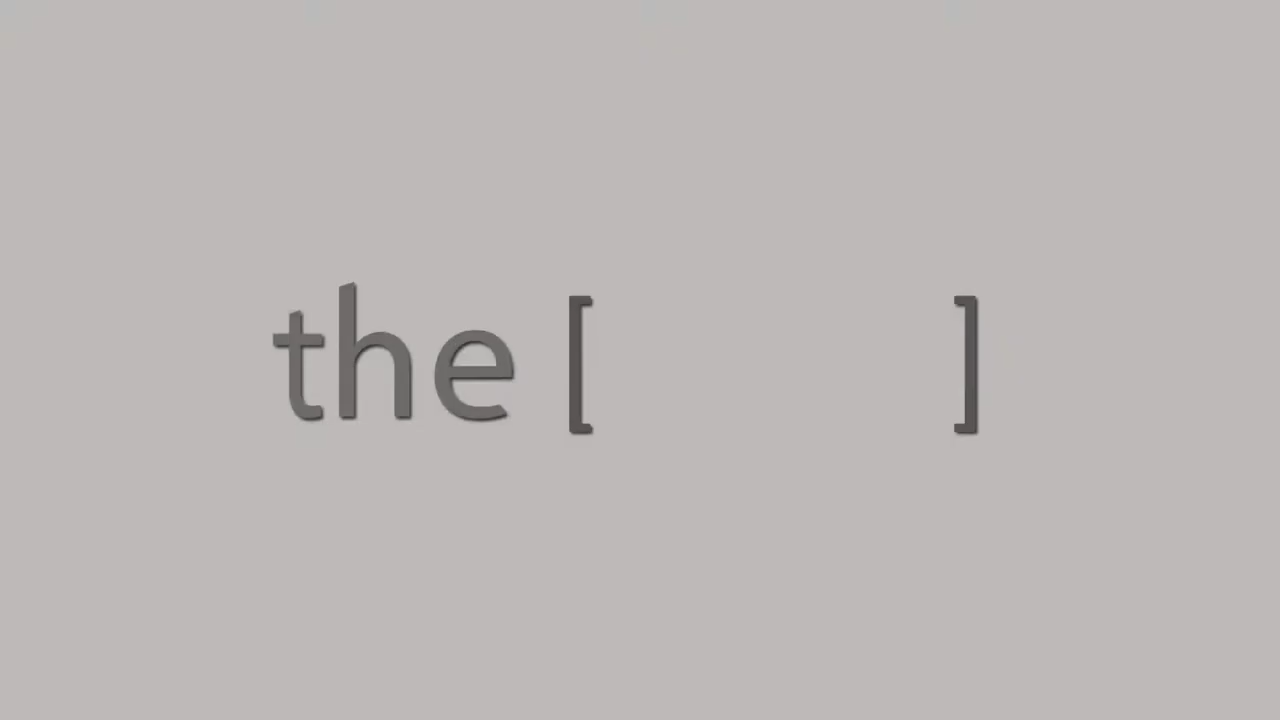 the [ ]